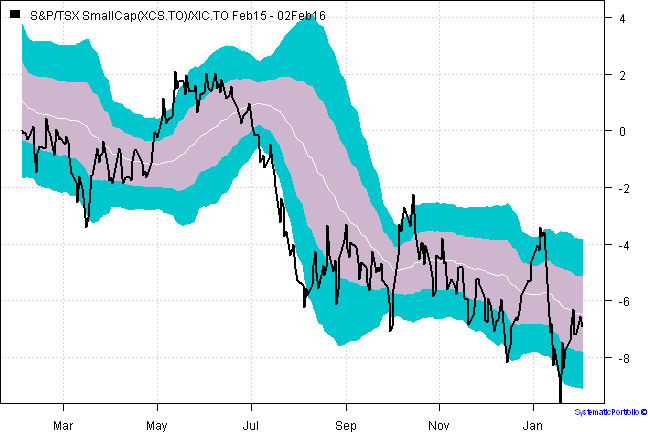 S&P/TSX SmallCap(XCS.TO)/XIC.TO Feb15 - 02Feb16
4
2
0
-2
-4
-6
-8
Mar May Jul Sep Nov Jan
SystematicPortfolio ©